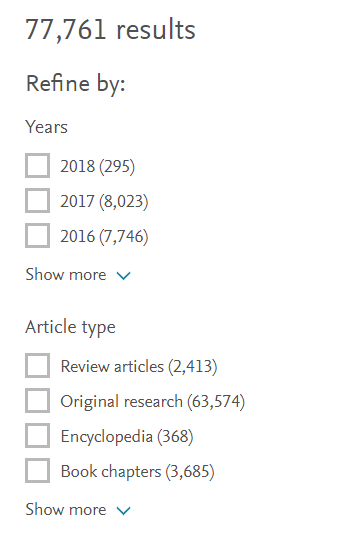 77,761 results
Refine by:
Years
2018 (295)
2017 (8,023)
2016 (7,746)
Show more
Article type
Review articles (2,413)
Original research (63,574)
Encyclopedia (368)
Book chapters (3,685)
Show more